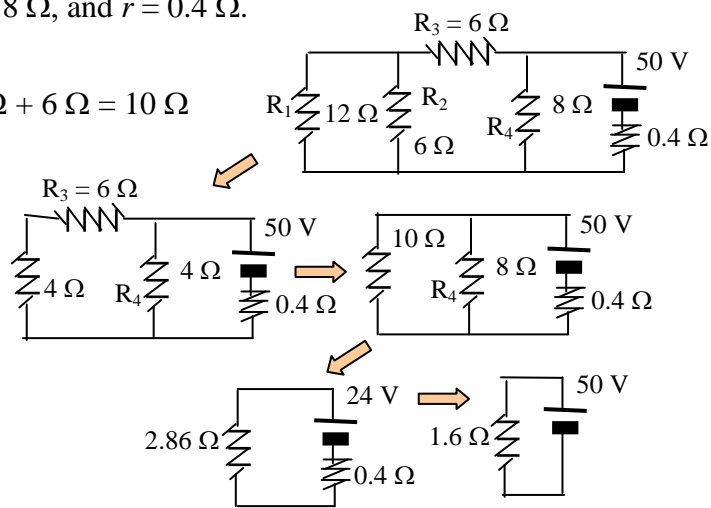 8 Ω, and r = 0.4 Ω.
R3 = 6 Ω
50 V
Ω + 6 Ω = 10 Ω
R1 12 Ω R2 8 Ω
R4
6 Ω 0.4 Ω
R3 = 6 Ω
50 V 50 V
10 Ω
4 Ω 8 Ω
4 Ω R4 0.4 Ω R4 0.4 Ω
24 V 50 V
2.86 Ω 1.6 Ω
0.4 Ω